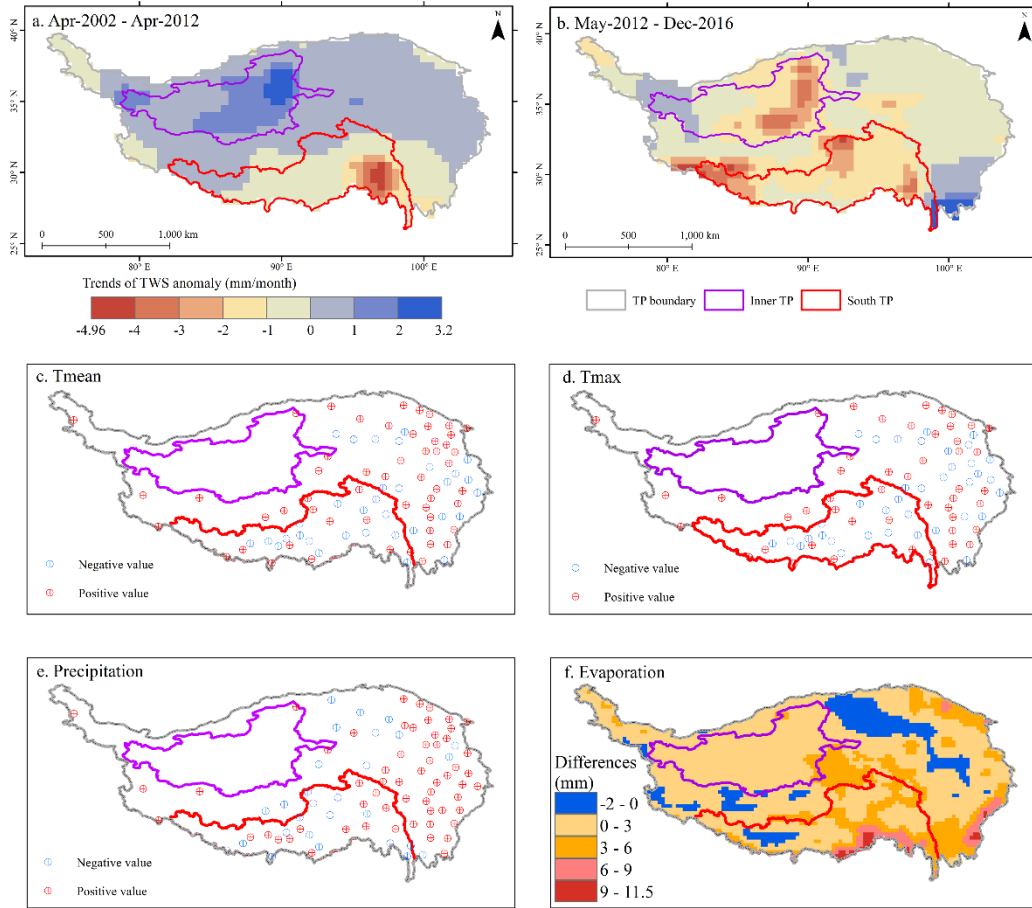 a. Apr-2002 - Apr-2012
N
40° N
35° N
30° N
25° N
0 500 1,000 km
80° E 90° E 100° E
Trends of TWS anomaly (mm/month)
-4.96 -4 -3 -2 -1 0 1 2 3.2
b. May-2012 - Dec-2016
N
40° N
35° N
30° N
25° N
0 500 1,000 km
80° E 90° E 100° E
TP boundary Inner TP South TP
c. Tmean
Negative value
Positive value
d. Tmax
Negative value
Positive value
e. Precipitation
Negative value
Positive value
f. Evaporation
Differences
(mm)
-2 - 0
0 - 3
3 - 6
6 - 9
9 - 11.5